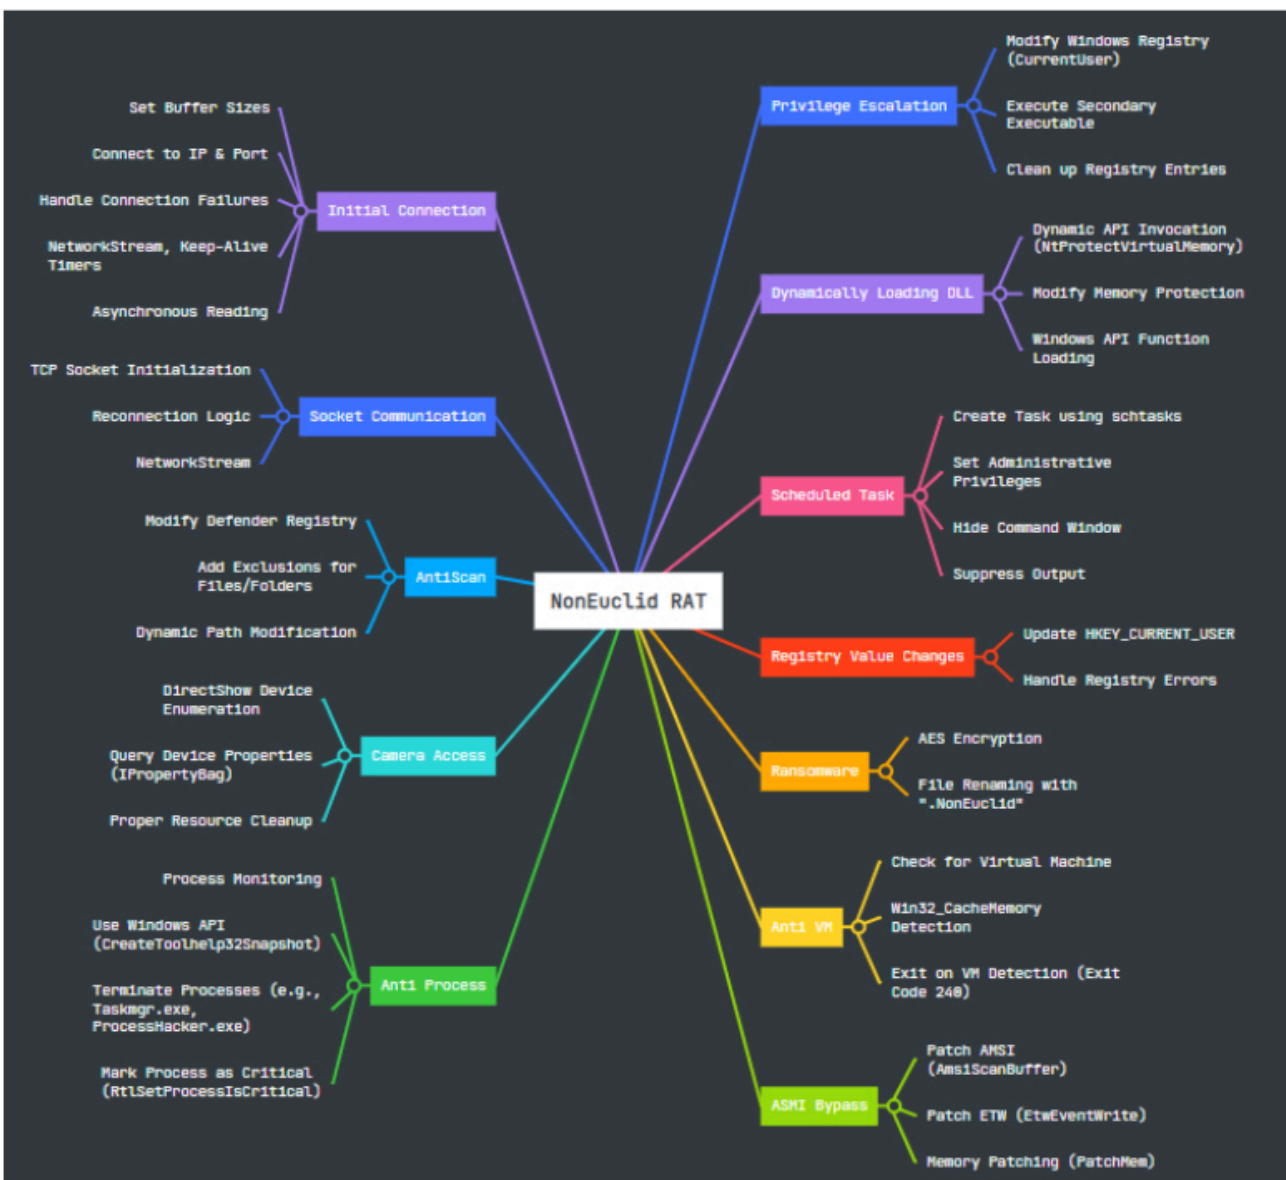 Set Buffer Sizes
Connect to IP & Port
Handle Connection Failures
NetworkStream, Keep-Alive
Timers
Asynchronous Reading
Initial Connection
TCP Socket Initialization
Reconnection Logic
NetworkStream
Socket Communication
Modify Defender Registry
Add Exclusions for
Files/Folders
Dynamic Path Modification
AntiScan
DirectShow Device
Enumeration
Query Device Properties
(IPropertyBag)
Proper Resource Cleanup
Camera Access
Process Monitoring
Use Windows API
(CreateToolhelp32Snapshot)
Terminate Processes (e.g.,
Taskmgr.exe,
ProcessHacker.exe)
Mark Process as Critical
(RtlSetProcessIsCritical)
Anti Process
NonEuclid RAT
Privilege Escalation
Modify Windows Registry
(CurrentUser)
Execute Secondary
Executable
Clean up Registry Entries
Dynamically Loading DLL
Dynamic API Invocation
(NtProtectVirtualMemory)
Modify Memory Protection
Windows API Function
Loading
Scheduled Task
Create Task using schtasks
Set Administrative
Privileges
Hide Command Window
Suppress Output
Registry Value Changes
Update HKEY_CURRENT_USER
Handle Registry Errors
Ransomware
AES Encryption
File Renaming with
".NonEuclid"
Anti VM
Check for Virtual Machine
Win32_CacheMemory
Detection
Exit on VM Detection (Exit
Code 240)
ASMI Bypass
Patch AMSI
(AmsiScanBuffer)
Patch ETW (EtwEventWrite)
Memory Patching (PatchMem)